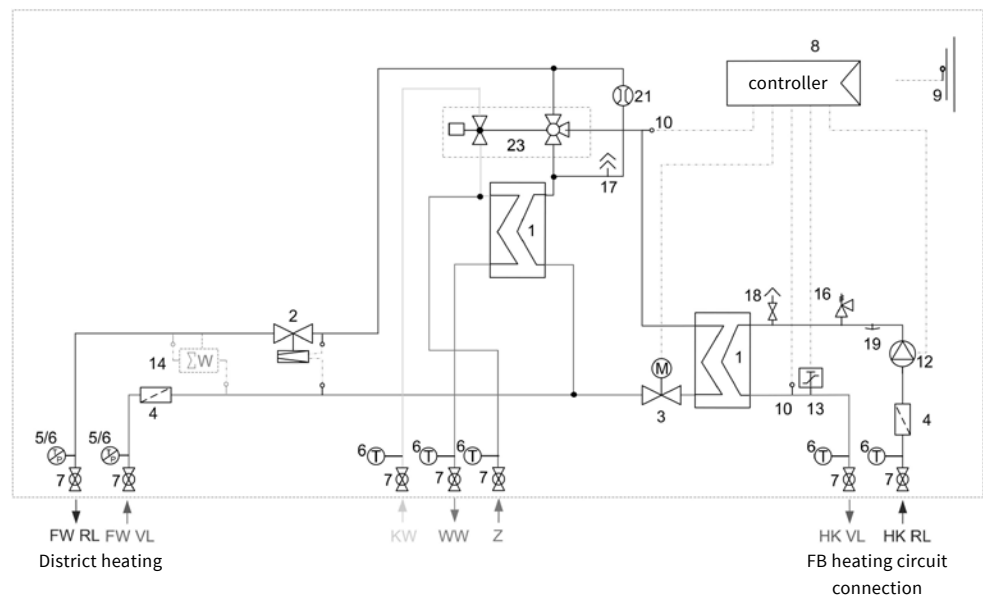 8
controller
9
21
10
23
17
1
2
18
16
14
ΣW
M
1
19
12
4
3
10
13
4
5/6
5/6
T
P
T
P
6
T
6
T
6
T
6
T
6
T
7
7
7
7
7
7
7
FW RL
FW VL
KW
WW
Z
HK VL
HK RL
District heating
FB heating circuit
connection